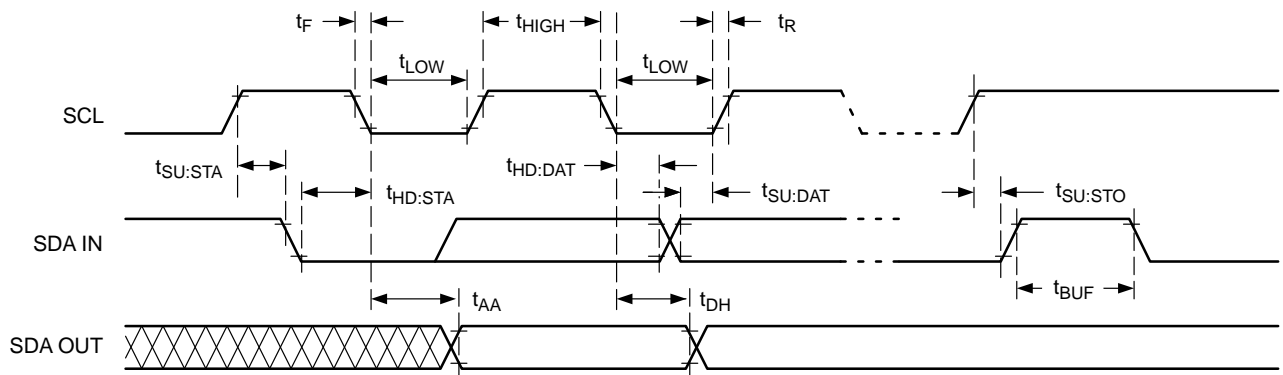 tF
tHIGH
tR
tLOW
tLOW
SCL
tSU:STA
tHD:STA
tHD:DAT
tSU:DAT
tSU:STO
SDA IN
tAA
tDH
tBUF
SDA OUT